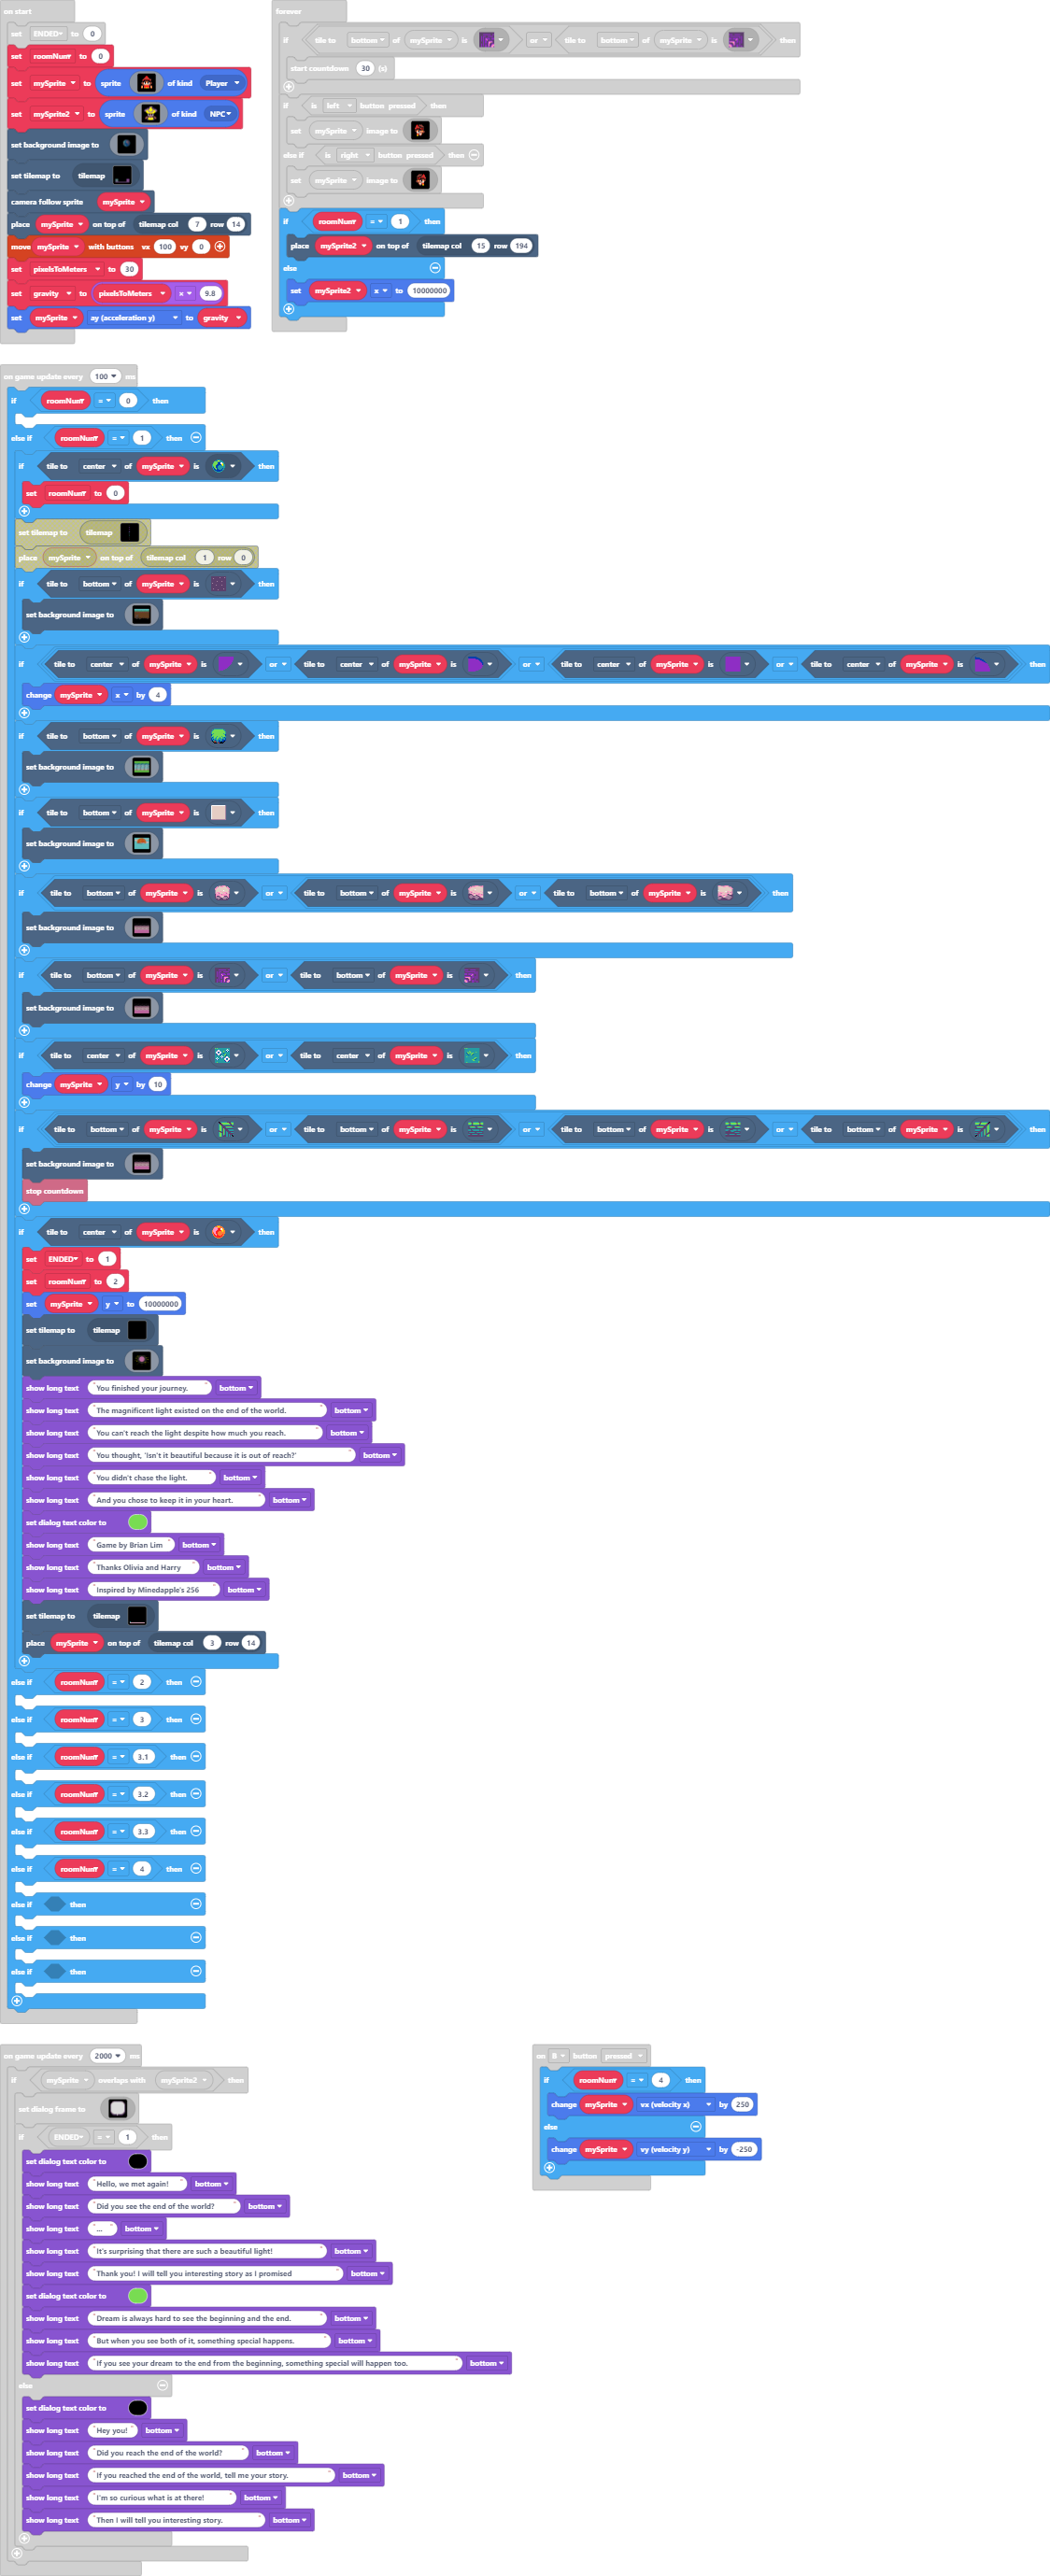 on start
set ENDED to 0
set roomNum to 0
set mySprite to sprite of kind Player
set mySprite2 to sprite of kind NPC
set background image to
set tilemap to tilemap
camera follow sprite mySprite
place mySprite on top of tilemap col 7 row 14
move mySprite with buttons vx 100 vy 0
set pixelsToMeters to 30
set gravity to pixelsToMeters x 9.8
set mySprite ay (acceleration y) to gravity
forever
if tile to bottom of mySprite is or tile to bottom of mySprite is then
start countdown 30 (s)
if is left button pressed then
set mySprite image to
else if is right button pressed then
set mySprite image to
if roomNum = 1 then
place mySprite2 on top of tilemap col 15 row 194
else
set mySprite2 x to 10000000
on game update every 100 ms
if roomNum = 0 then
else if roomNum = 1 then
if tile to center of mySprite is then
set roomNum to 0
set tilemap to tilemap
place mySprite on top of tilemap col 1 row 0
if tile to bottom of mySprite is then
set background image to
if tile to center of mySprite is or tile to center of mySprite is or tile to center of mySprite is or tile to center of mySprite is then
change mySprite x by 4
if tile to bottom of mySprite is then
set background image to
if tile to bottom of mySprite is then
set background image to
if tile to bottom of mySprite is or tile to bottom of mySprite is or tile to bottom of mySprite is then
set background image to
if tile to bottom of mySprite is or tile to bottom of mySprite is then
set background image to
if tile to center of mySprite is or tile to center of mySprite is then
change mySprite y by 10
if tile to bottom of mySprite is or tile to bottom of mySprite is or tile to bottom of mySprite is or tile to bottom of mySprite is then
set background image to
stop countdown
if tile to center of mySprite is then
set ENDED to 1
set roomNum to 2
set mySprite y to 10000000
set tilemap to tilemap
set background image to
show long text "You finished your journey." bottom
show long text "The magnificent light existed on the end of the world." bottom
show long text "You can't reach the light despite how much you reach." bottom
show long text "You thought, 'Isn't it beautiful because it is out of reach?'" bottom
show long text "You didn't chase the light." bottom
show long text "And you chose to keep it in your heart." bottom
set dialog text color to
show long text "Game by Brian Lim" bottom
show long text "Thanks Olivia and Harry" bottom
show long text "Inspired by Minedapple's 256" bottom
set tilemap to tilemap
place mySprite on top of tilemap col 3 row 14
else if roomNum = 2 then
else if roomNum = 3 then
else if roomNum = 3.1 then
else if roomNum = 3.2 then
else if roomNum = 3.3 then
else if roomNum = 4 then
else if then
else if then
else if then
on game update every 2000 ms
if mySprite overlaps with mySprite2 then
set dialog frame to
if ENDED = 1 then
set dialog text color to
show long text "Hello, we met again!" bottom
show long text "Did you see the end of the world?" bottom
show long text "..." bottom
show long text "It's surprising that there are such a beautiful light!" bottom
show long text "Thank you! I will tell you interesting story as I promised" bottom
set dialog text color to
show long text "Dream is always hard to see the beginning and the end." bottom
show long text "But when you see both of it, something special happens." bottom
show long text "If you see your dream to the end from the beginning, something special will happen too." bottom
else
set dialog text color to
show long text "Hey you!" bottom
show long text "Did you reach the end of the world?" bottom
show long text "If you reached the end of the world, tell me your story." bottom
show long text "I'm so curious what is at there!" bottom
show long text "Then I will tell you interesting story." bottom
on B button pressed
if roomNum = 4 then
change mySprite vx (velocity x) by 250
else
change mySprite vy (velocity y) by -250